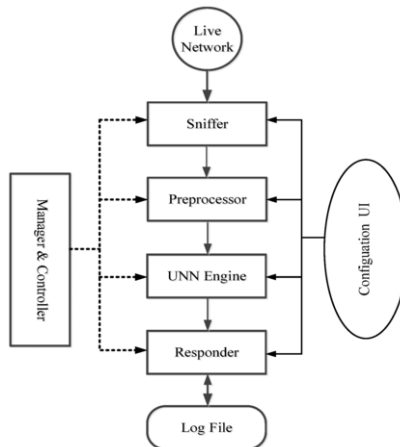 Live
Network
Sniffer
Preprocessor
UNN Engine
Responder
Log File
Manager & Controller
Configuation UI